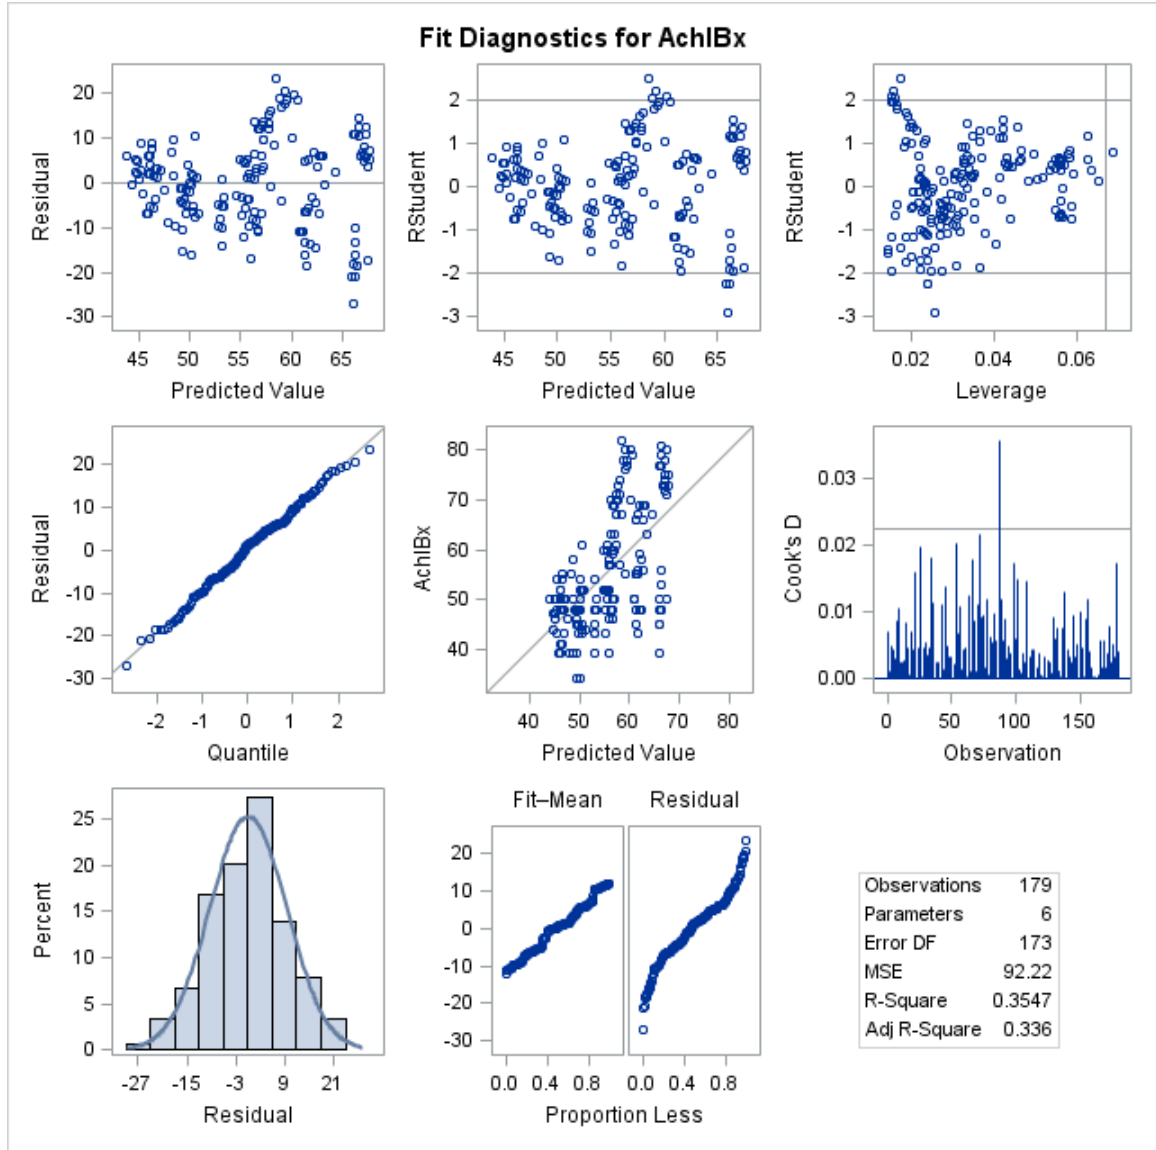 Fit Diagnostics for AchIBx
20
10
0
-10
-20
-30
Residual
45 50 55 60 65
Predicted Value
2
1
0
-1
-2
-3
RStudent
45 50 55 60 65
Predicted Value
2
1
0
-1
-2
-3
RStudent
0.02 0.04 0.06
Leverage
20
10
0
-10
-20
-30
Residual
-2 -1 0 1 2
Quantile
80
70
60
50
40
AchIBx
40 50 60 70 80
Predicted Value
0.03
0.02
0.01
0.00
Cook's D
0 50 100 150
Observation
25
20
15
10
5
0
Percent
-27 -15 -3 9 21
Residual
Fit–Mean Residual
20
10
0
-10
-20
-30
0.0 0.4 0.8 0.0 0.4 0.8
Proportion Less
Observations 179
Parameters 6
Error DF 173
MSE 92.22
R-Square 0.3547
Adj R-Square 0.336